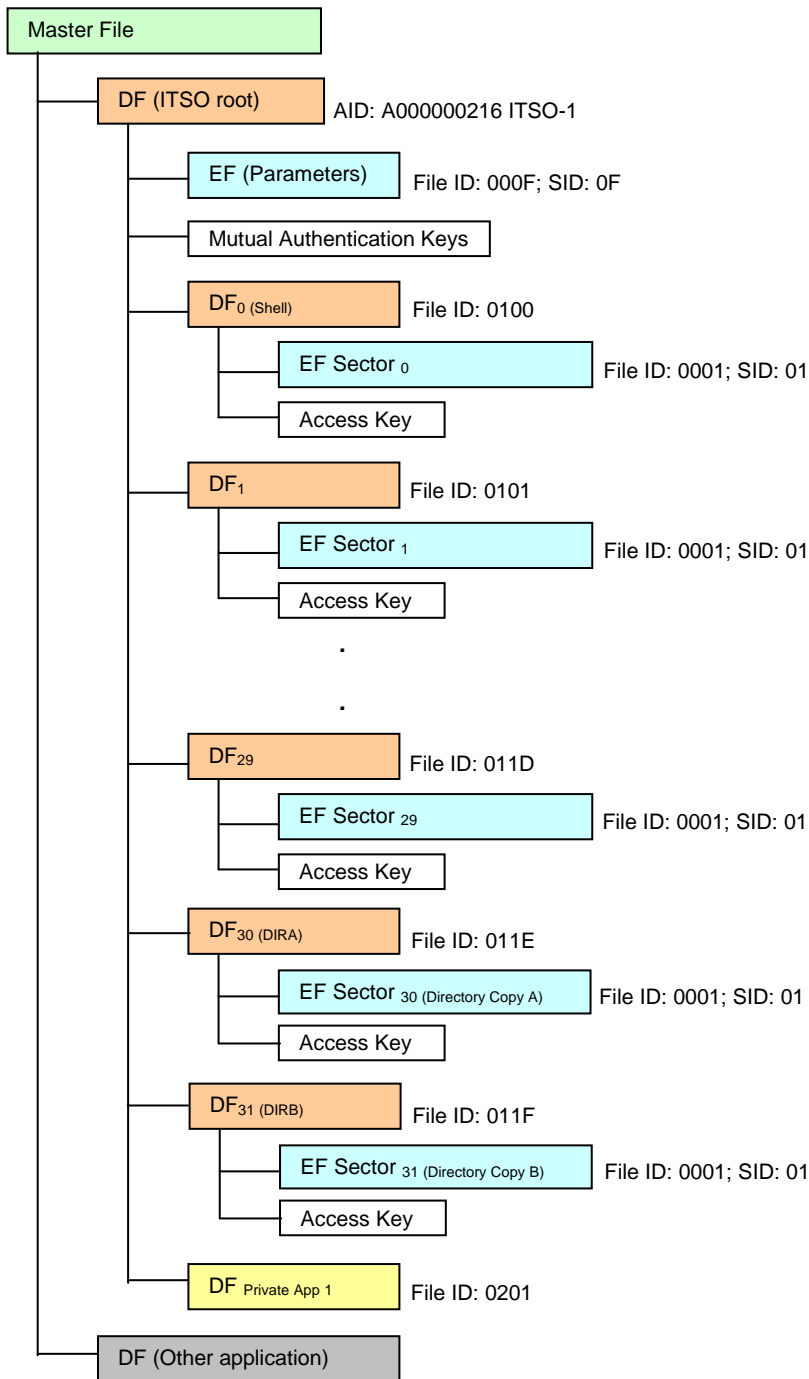 Master File
DF (ITSO root) AID: A000000216 ITSO-1
EF (Parameters) File ID: 000F; SID: 0F
Mutual Authentication Keys
DF0 (Shell) File ID: 0100
EF Sector 0 File ID: 0001; SID: 01
Access Key
DF1 File ID: 0101
EF Sector 1 File ID: 0001; SID: 01
Access Key
.
.
DF29 File ID: 011D
EF Sector 29 File ID: 0001; SID: 01
Access Key
DF30 (DIRA) File ID: 011E
EF Sector 30 (Directory Copy A) File ID: 0001; SID: 01
Access Key
DF31 (DIRB) File ID: 011F
EF Sector 31 (Directory Copy B) File ID: 0001; SID: 01
Access Key
DF Private App 1 File ID: 0201
DF (Other application)